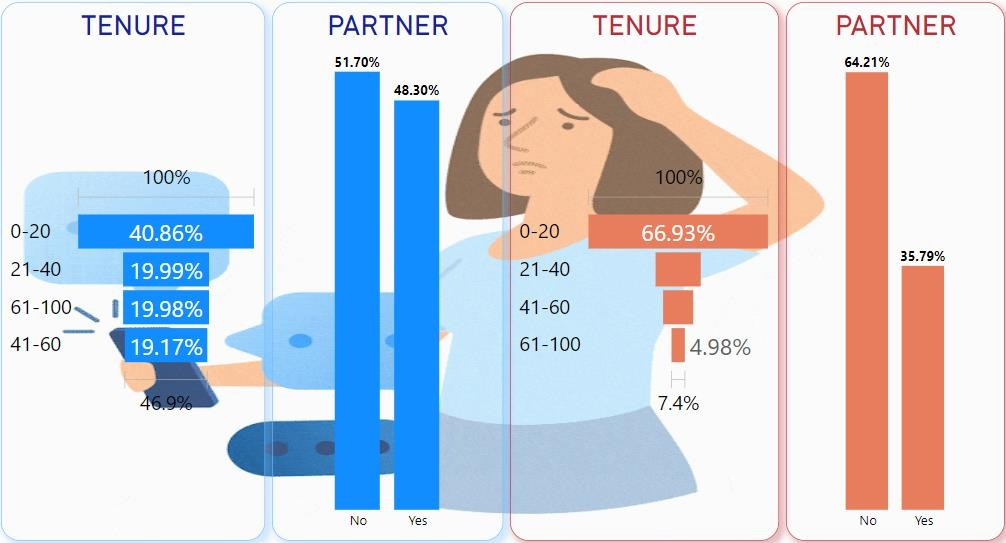 TENURE
100%
0-20 40.86%
21-40 19.99%
61-100 19.98%
41-60 19.17%
46.9%
PARTNER
51.70%
48.30%
No Yes
TENURE
100%
0-20 66.93%
21-40
41-60
61-100 4.98%
7.4%
PARTNER
64.21%
35.79%
No Yes